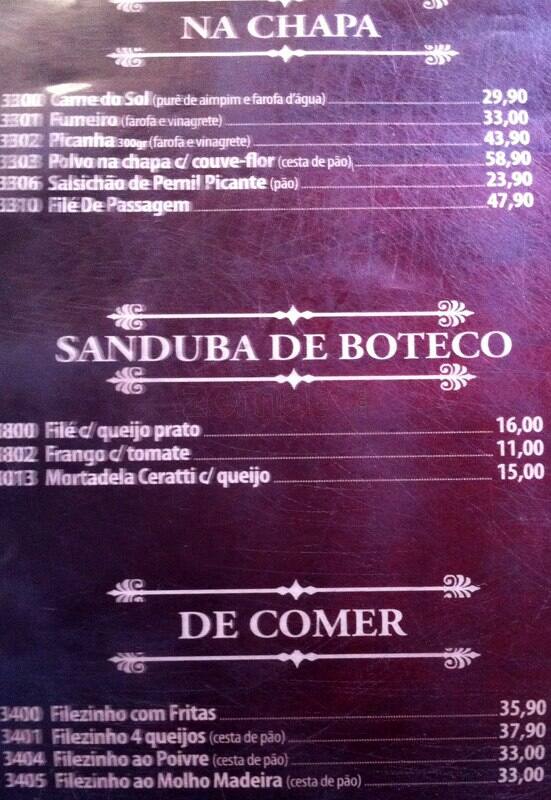 NA CHAPA
3300 Carne do Sol (purê de aipim e farofa d'água) 29,90
3301 Fumeiro (farofa e vinagrete) 33,00
3302 Picanha 300gr (farofa e vinagrete) 43,90
3303 Polvo na chapa c/ couve-flor (cesta de pão) 58,90
3306 Salsichão de Pernil Picante (pão) 23,90
3310 Filé De Passagem 47,90
SANDUBA DE BOTECO
zomato
800 Filé c/ queijo prato 16,00
802 Frango c/ tomate 11,00
013 Mortadela Ceratti c/ queijo 15,00
DE COMER
3400 Filezinho com Fritas 35,90
3401 Filezinho 4 queijos (cesta de pão) 37,90
3404 Filezinho ao Poivre (cesta de pão) 33,00
3405 Filezinho ao Molho Madeira (cesta de pão) 33,00